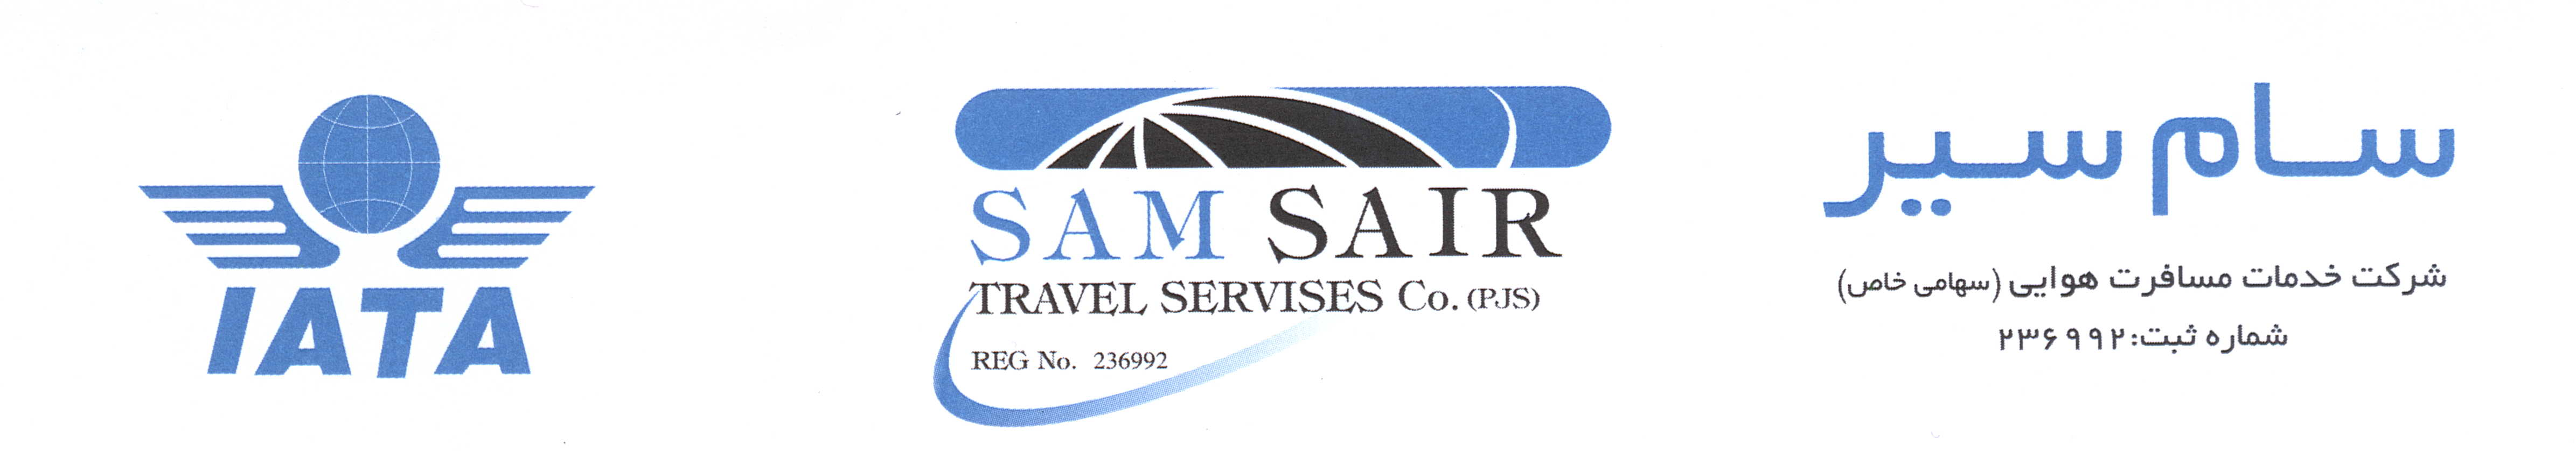 IATA
SAM SAIR
TRAVEL SERVISES Co. (PJS)
REG No. 236992
سام سیر
شرکت خدمات مسافرت هوایی (سهامی خاص)
شماره ثبت: ۲۳۶۹۹۲